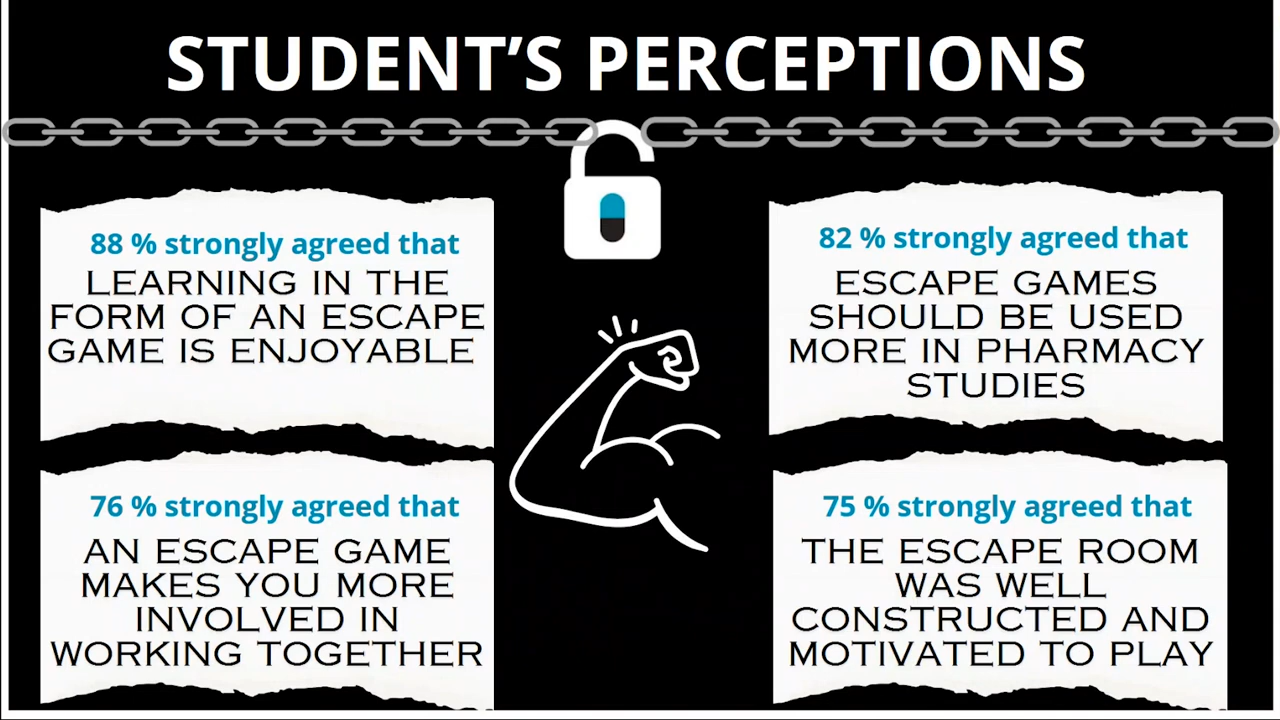 STUDENT’S PERCEPTIONS
88 % strongly agreed that
LEARNING IN THE
FORM OF AN ESCAPE
GAME IS ENJOYABLE
82 % strongly agreed that
ESCAPE GAMES
SHOULD BE USED
MORE IN PHARMACY
STUDIES
76 % strongly agreed that
AN ESCAPE GAME
MAKES YOU MORE
INVOLVED IN
WORKING TOGETHER
75 % strongly agreed that
THE ESCAPE ROOM
WAS WELL
CONSTRUCTED AND
MOTIVATED TO PLAY